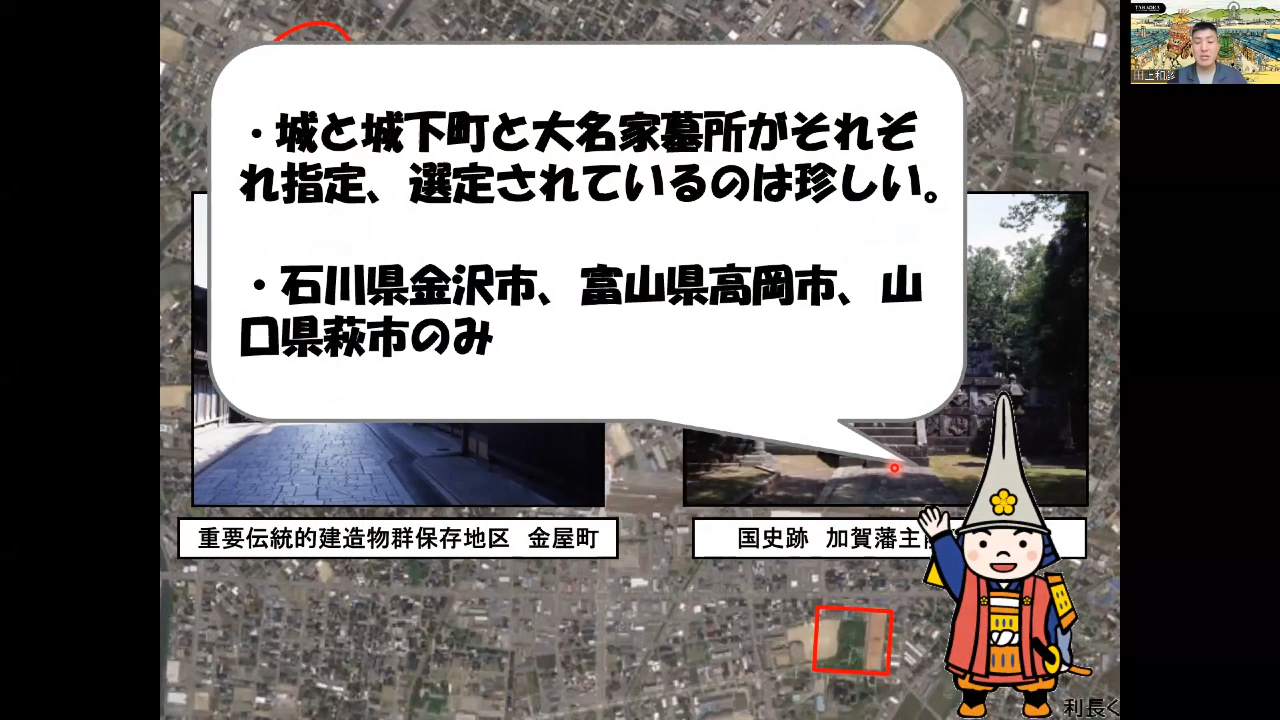 ・城と城下町と大名家墓所がそれぞ
れ指定、選定されているのは珍しい。
・石川県金沢市、富山県高岡市、山
口県萩市のみ
重要伝統的建造物群保存地区　金屋町
国史跡　加賀藩主
利長く